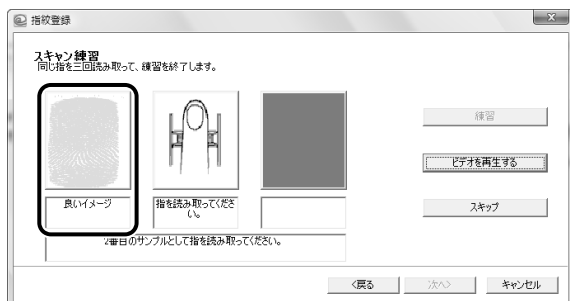 指紋登録
x
スキャン練習
同じ指を三回読み取って、練習を終了します。
練習
ビデオを再生する
良いイメージ
指を読み取ってくださ
い。
スキップ
2番目のサンプルとして指を読み取ってください。
<戻る
次へ>
キャンセル